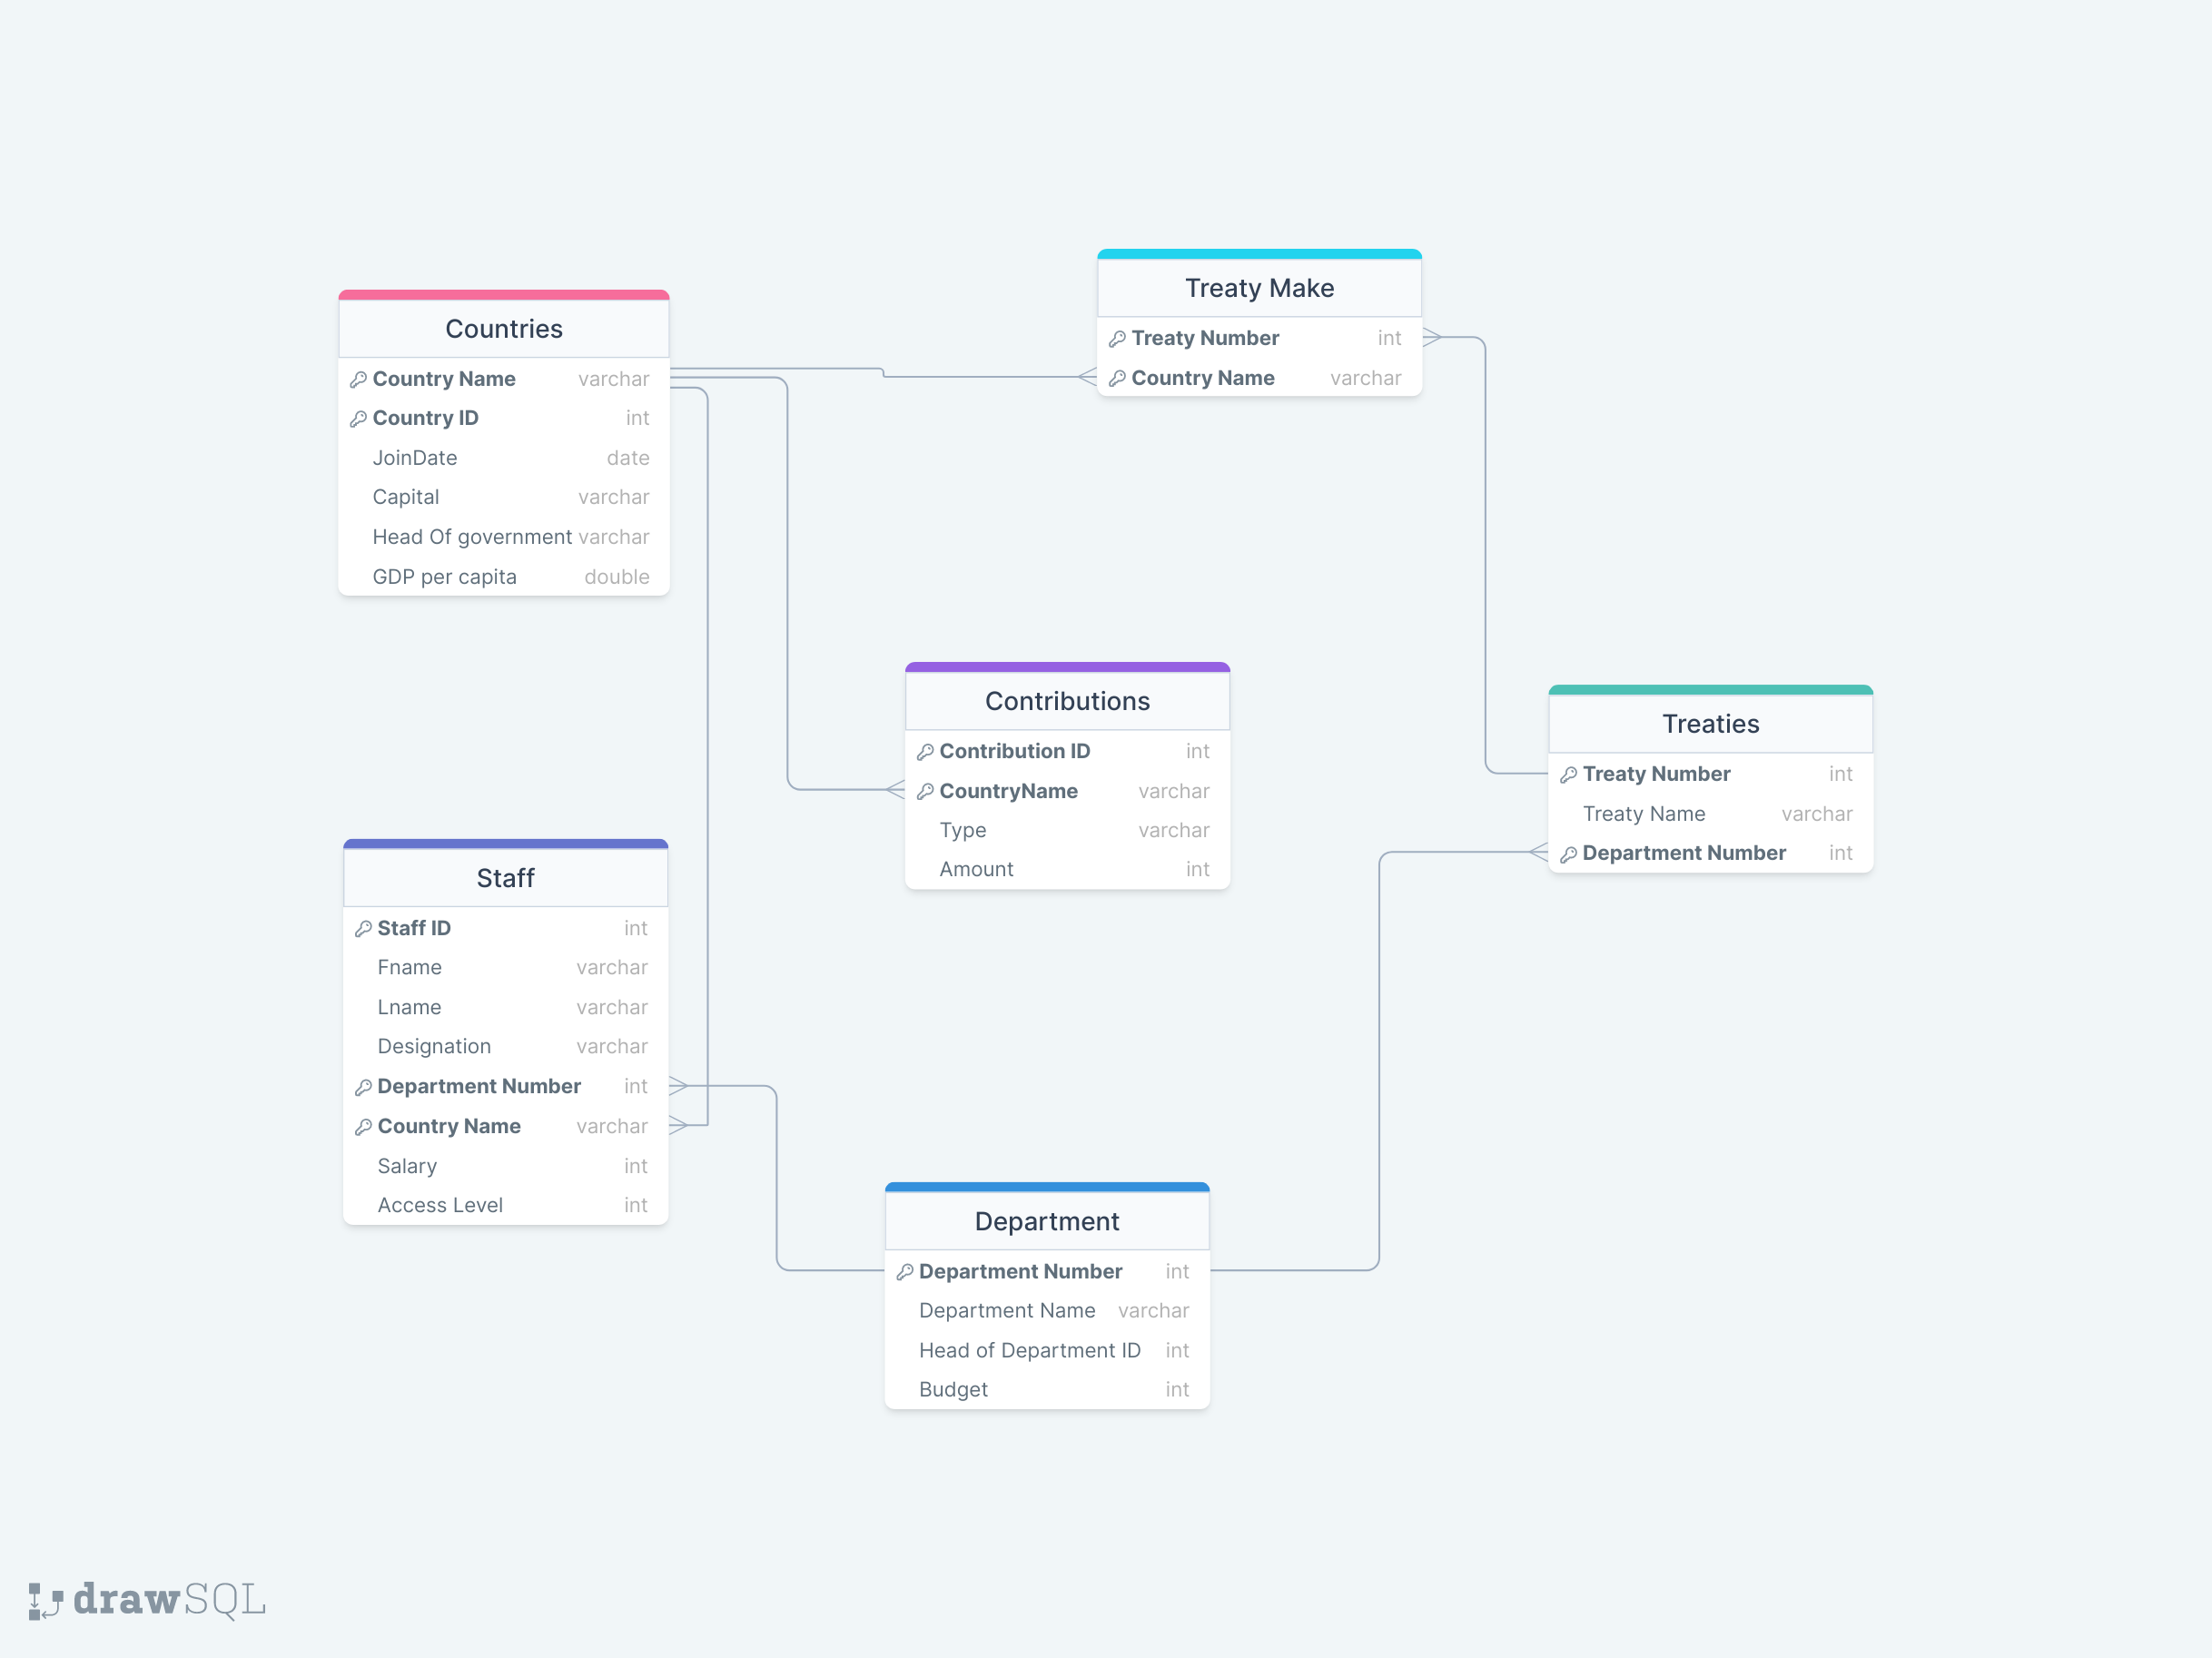 Countries
Country Name varchar
Country ID int
JoinDate date
Capital varchar
Head Of government varchar
GDP per capita double
Treaty Make
Treaty Number int
Country Name varchar
Contributions
Contribution ID int
CountryName varchar
Type varchar
Amount int
Treaties
Treaty Number int
Treaty Name varchar
Department Number int
Staff
Staff ID int
Fname varchar
Lname varchar
Designation varchar
Department Number int
Country Name varchar
Salary int
Access Level int
Department
Department Number int
Department Name varchar
Head of Department ID int
Budget int
drawSQL